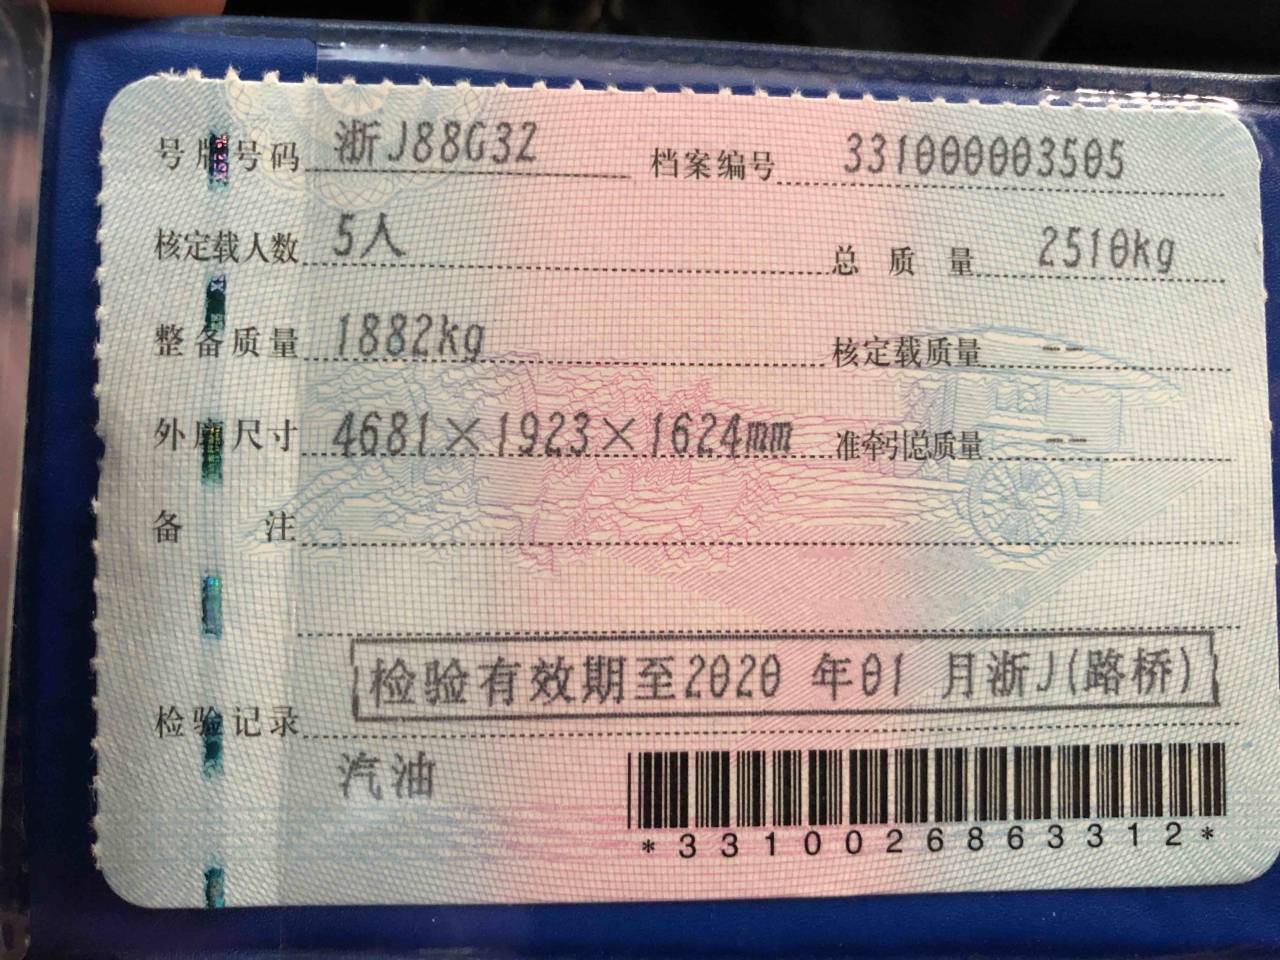 号牌号码 浙J88G32 档案编号 331000003505
核定载人数 5人 总质量 2510kg
整备质量 1882kg 核定载质量 --
外廓尺寸 4681×1923×1624mm 准牵引总质量 --
备注
检验记录 检验有效期至2020 年01 月浙J(路桥)
汽油
*3310026863312*